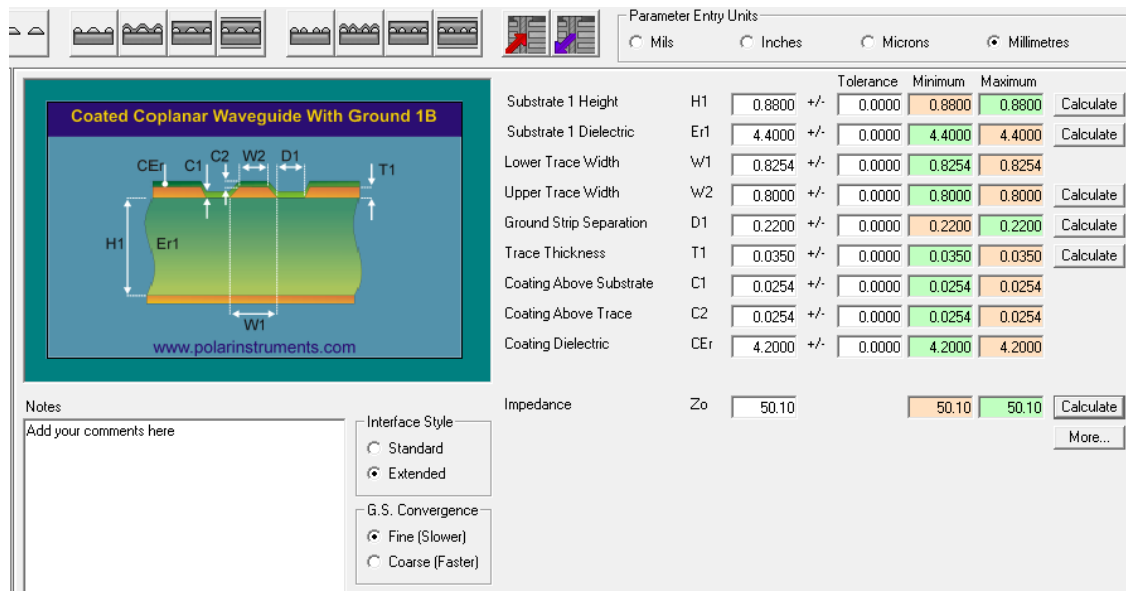 Parameter Entry Units
Mils Inches Microns Millimetres
Tolerance Minimum Maximum
Coated Coplanar Waveguide With Ground 1B
CEr C1 C2 W2 D1 T1
H1 Er1
W1
www.polarinstruments.com
Substrate 1 Height H1 0.8800 +/- 0.0000 0.8800 0.8800 Calculate
Substrate 1 Dielectric Er1 4.4000 +/- 0.0000 4.4000 4.4000 Calculate
Lower Trace Width W1 0.8254 +/- 0.0000 0.8254 0.8254
Upper Trace Width W2 0.8000 +/- 0.0000 0.8000 0.8000 Calculate
Ground Strip Separation D1 0.2200 +/- 0.0000 0.2200 0.2200 Calculate
Trace Thickness T1 0.0350 +/- 0.0000 0.0350 0.0350 Calculate
Coating Above Substrate C1 0.0254 +/- 0.0000 0.0254 0.0254
Coating Above Trace C2 0.0254 +/- 0.0000 0.0254 0.0254
Coating Dielectric CEr 4.2000 +/- 0.0000 4.2000 4.2000
Impedance Zo 50.10 50.10 50.10 Calculate
More...
Notes
Add your comments here
Interface Style
Standard
Extended
G.S. Convergence
Fine (Slower)
Coarse (Faster)